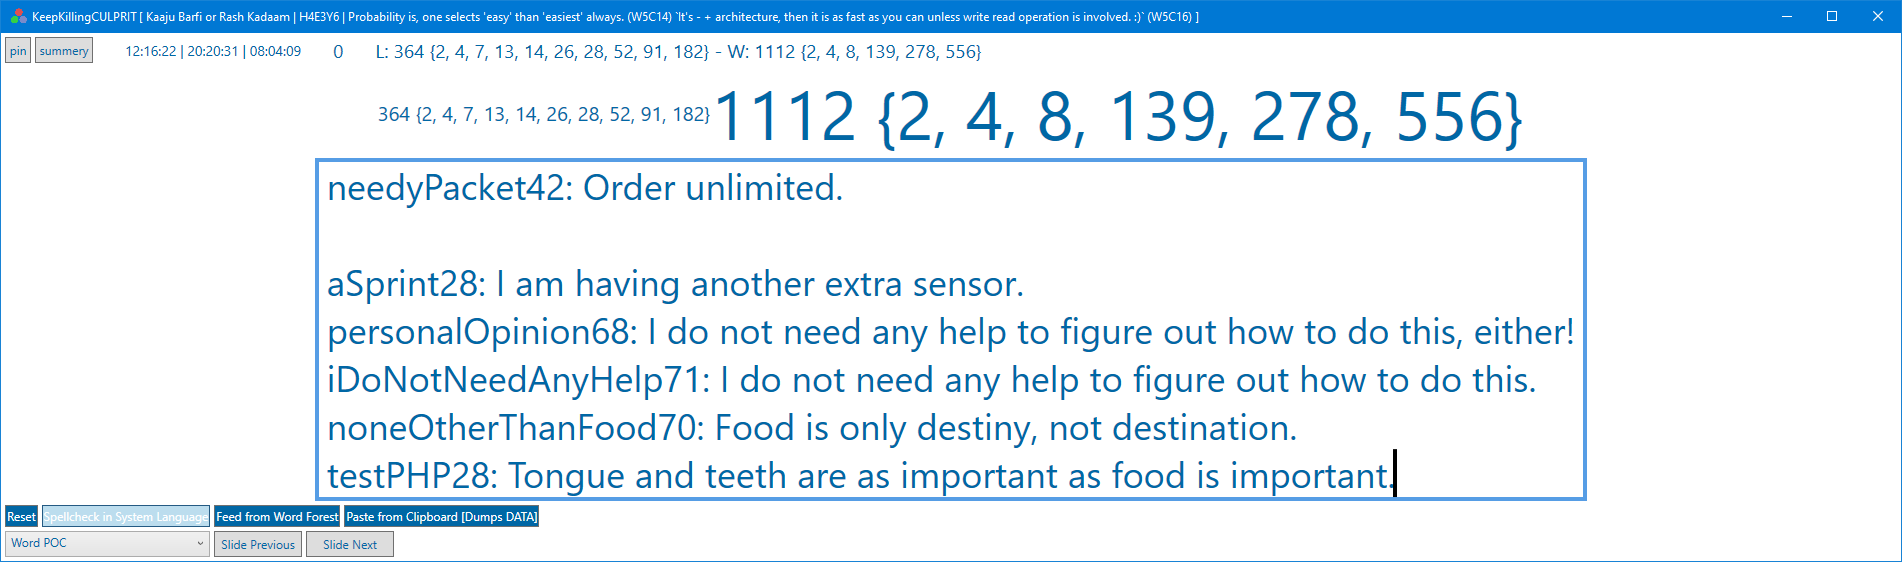 KeepKillingCULPRIT [ Kaaju Barfi or Rash Kadaam | H4E3Y6 | Probability is, one selects 'easy' than 'easiest' always. (W5C14) `It's - + architecture, then it is as fast as you can unless write read operation is involved. :)` (W5C16) ]
pin summery 12:16:22 | 20:20:31 | 08:04:09 0 L: 364 {2, 4, 7, 13, 14, 26, 28, 52, 91, 182} - W: 1112 {2, 4, 8, 139, 278, 556}
364 {2, 4, 7, 13, 14, 26, 28, 52, 91, 182} 1112 {2, 4, 8, 139, 278, 556}
needyPacket42: Order unlimited.
aSprint28: I am having another extra sensor.
personalOpinion68: I do not need any help to figure out how to do this, either!
iDoNotNeedAnyHelp71: I do not need any help to figure out how to do this.
noneOtherThanFood70: Food is only destiny, not destination.
testPHP28: Tongue and teeth are as important as food is important.
Reset Spellcheck in System Language Feed from Word Forest Paste from Clipboard [Dumps DATA]
Word POC Slide Previous Slide Next